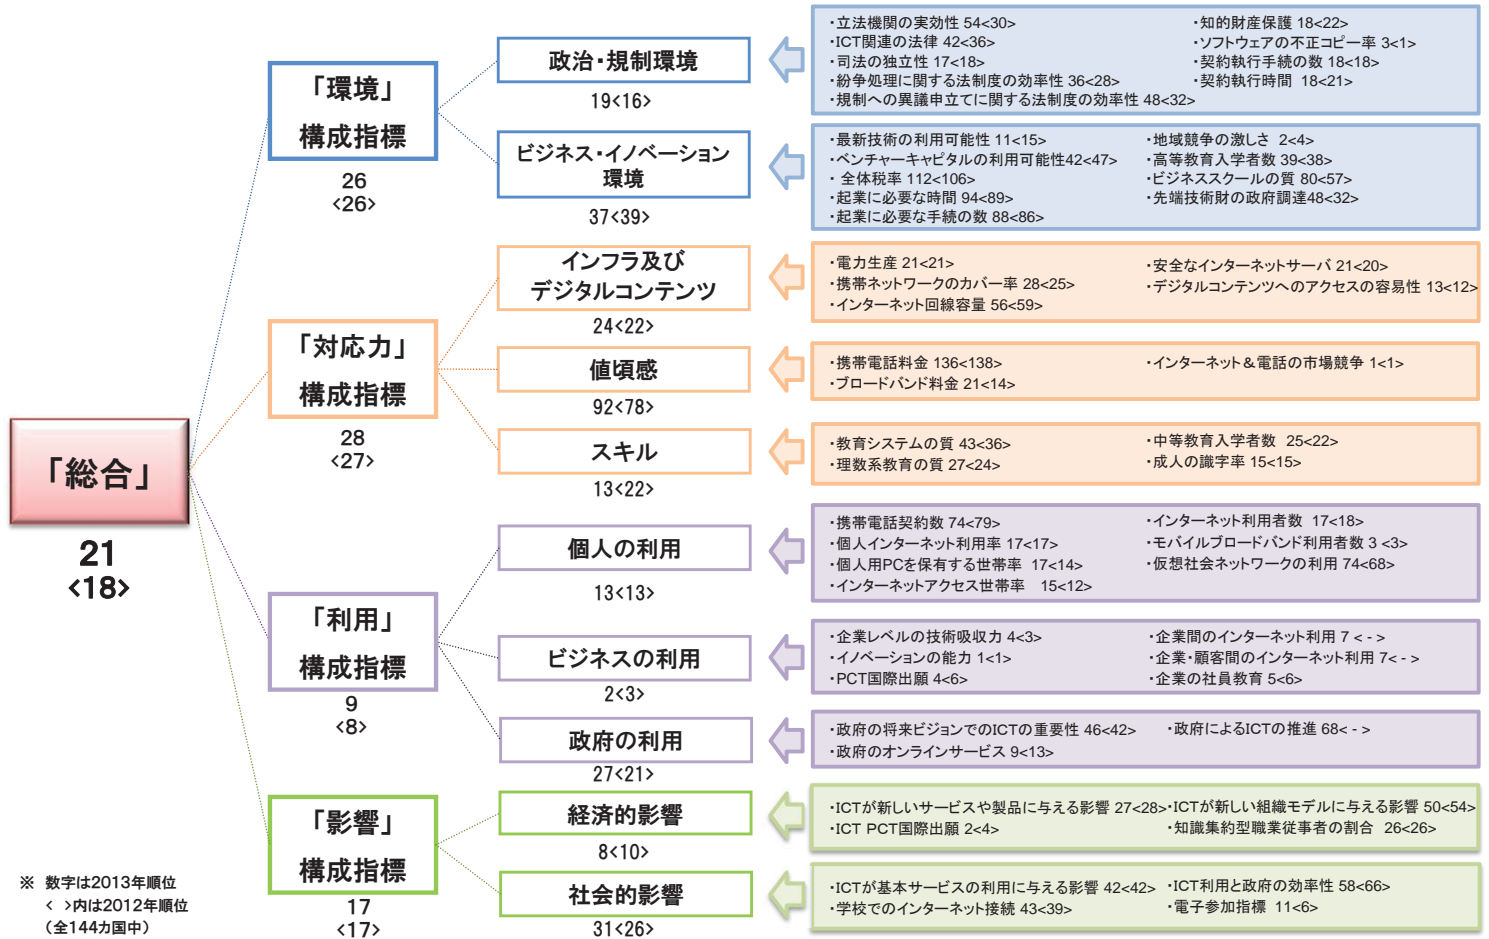 「総合」
21
<18>
※ 数字は2013年順位
< >内は2012年順位
(全144カ国中)
「環境」
構成指標
26
<26>
政治・規制環境
19<16>
・立法機関の実効性 54<30>
・ICT関連の法律 42<36>
・司法の独立性 17<18>
・紛争処理に関する法制度の効率性 36<28>
・規制への異議申立てに関する法制度の効率性 48<32>
・知的財産保護 18<22>
・ソフトウェアの不正コピー率 3<1>
・契約執行手続の数 18<18>
・契約執行時間 18<21>
ビジネス・イノベーション
環境
37<39>
・最新技術の利用可能性 11<15>
・ベンチャーキャピタルの利用可能性42<47>
・ 全体税率 112<106>
・起業に必要な時間 94<89>
・起業に必要な手続の数 88<86>
・地域競争の激しさ 2<4>
・高等教育入学者数 39<38>
・ビジネススクールの質 80<57>
・先端技術財の政府調達48<32>
「対応力」
構成指標
28
<27>
インフラ及び
デジタルコンテンツ
24<22>
・電力生産 21<21>
・携帯ネットワークのカバー率 28<25>
・インターネット回線容量 56<59>
・安全なインターネットサーバ 21<20>
・デジタルコンテンツへのアクセスの容易性 13<12>
値頃感
92<78>
・携帯電話料金 136<138>
・ブロードバンド料金 21<14>
・インターネット&電話の市場競争 1<1>
スキル
13<22>
・教育システムの質 43<36>
・理数系教育の質 27<24>
・中等教育入学者数 25<22>
・成人の識字率 15<15>
「利用」
構成指標
9
<8>
個人の利用
13<13>
・携帯電話契約数 74<79>
・個人インターネット利用率 17<17>
・個人用PCを保有する世帯率 17<14>
・インターネットアクセス世帯率 15<12>
・インターネット利用者数 17<18>
・モバイルブロードバンド利用者数 3 <3>
・仮想社会ネットワークの利用 74<68>
ビジネスの利用
2<3>
・企業レベルの技術吸収力 4<3>
・イノベーションの能力 1<1>
・PCT国際出願 4<6>
・企業間のインターネット利用 7 < - >
・企業・顧客間のインターネット利用 7< - >
・企業の社員教育 5<6>
政府の利用
27<21>
・政府の将来ビジョンでのICTの重要性 46<42>
・政府のオンラインサービス 9<13>
・政府によるICTの推進 68< - >
「影響」
構成指標
17
<17>
経済的影響
8<10>
・ICTが新しいサービスや製品に与える影響 27<28>
・ICT PCT国際出願 2<4>
・ICTが新しい組織モデルに与える影響 50<54>
・知識集約型職業従事者の割合 26<26>
社会的影響
31<26>
・ICTが基本サービスの利用に与える影響 42<42>
・学校でのインターネット接続 43<39>
・ICT利用と政府の効率性 58<66>
・電子参加指標 11<6>